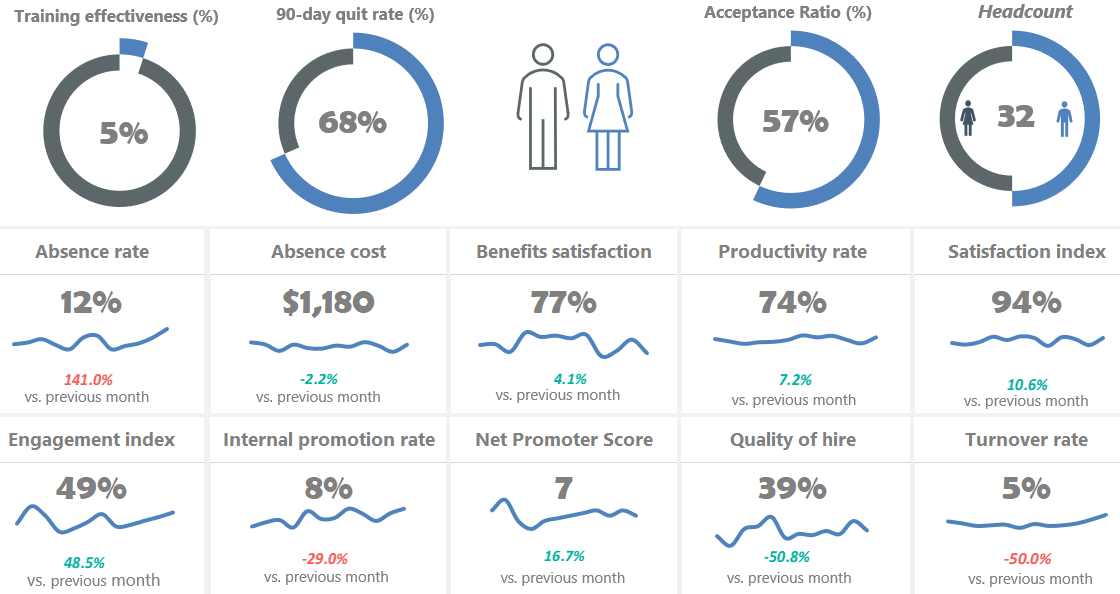 Training effectiveness (%)
90-day quit rate (%)
Acceptance Ratio (%)
Headcount
5%
68%
57%
32
Absence rate
Absence cost
Benefits satisfaction
Productivity rate
Satisfaction index
12%
$1,180
77%
74%
94%
141.0%
-2.2%
4.1%
7.2%
10.6%
vs. previous month
vs. previous month
vs. previous month
vs. previous month
vs. previous month
Engagement index
Internal promotion rate
Net Promoter Score
Quality of hire
Turnover rate
49%
8%
7
39%
5%
48.5%
-29.0%
16.7%
-50.8%
-50.0%
vs. previous month
vs. previous month
vs. previous month
vs. previous month
vs. previous month